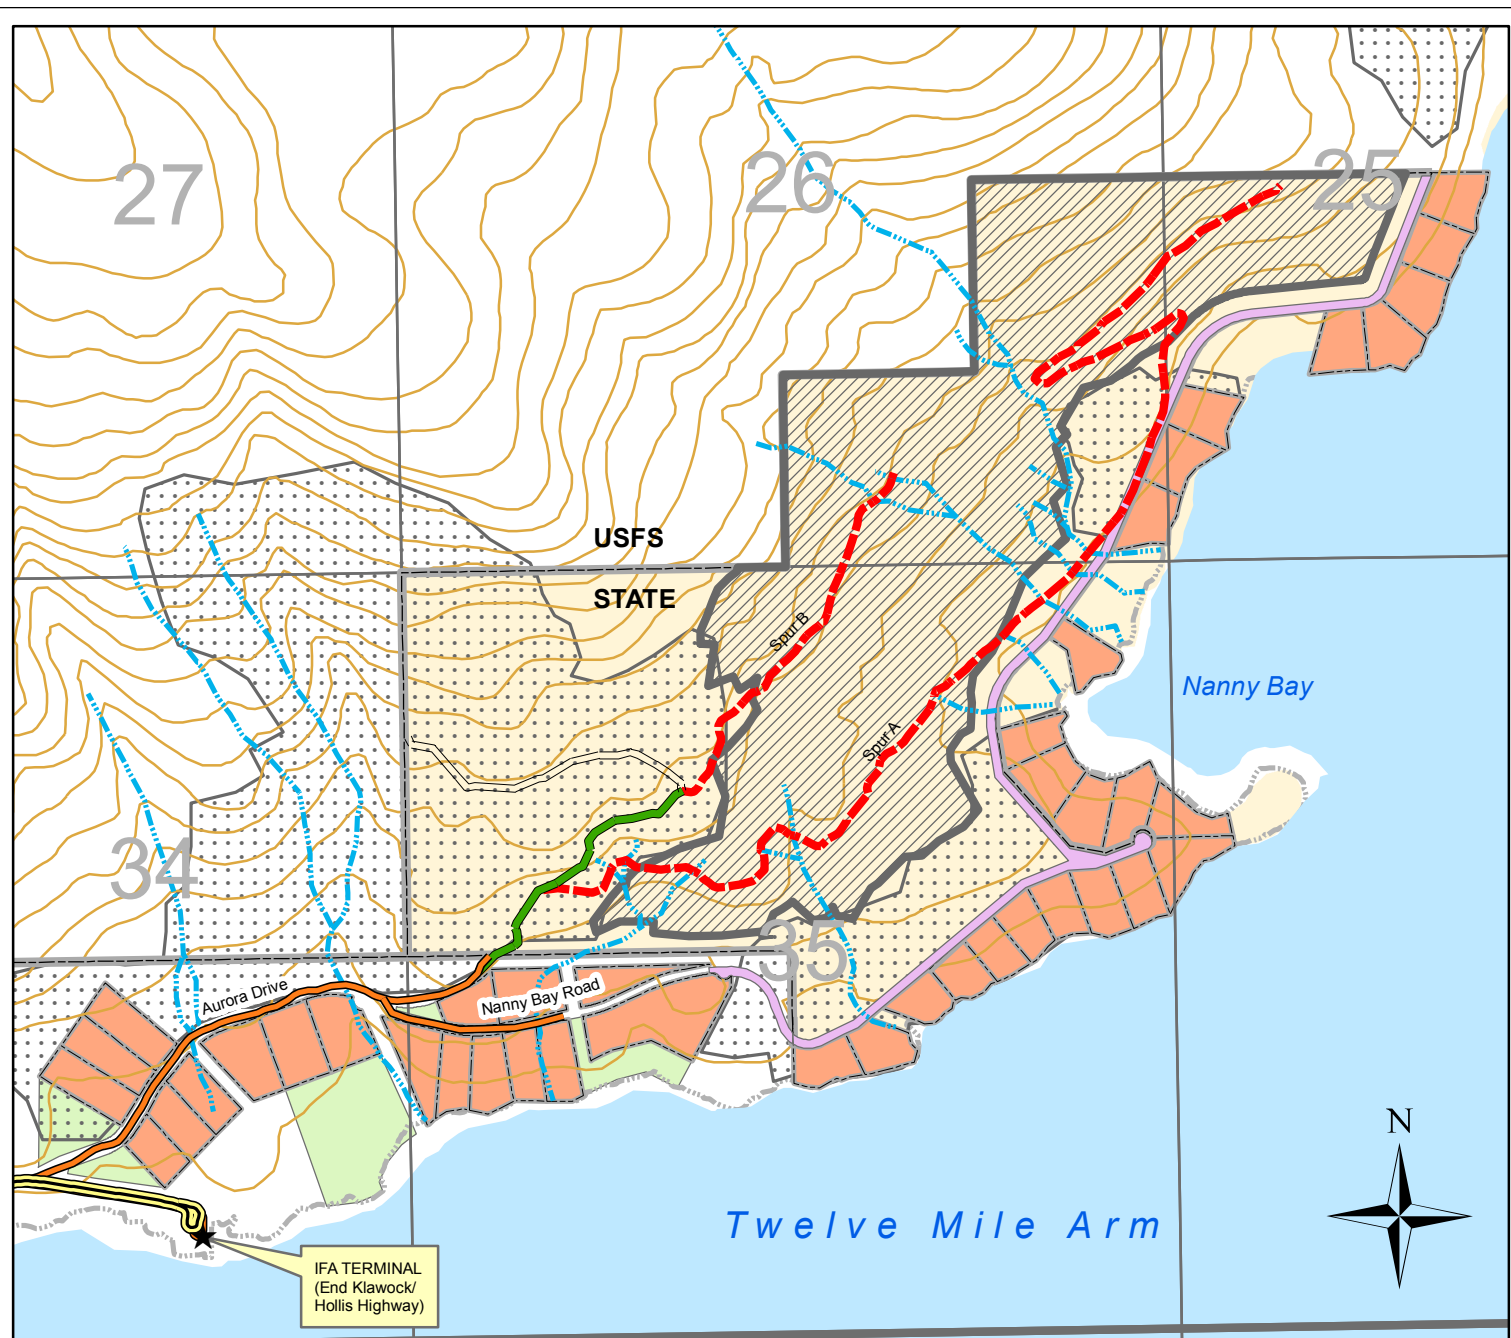 27
26
25
USFS
STATE
Spur B
Nanny Bay
Spur A
34
35
Aurora Drive
Nanny Bay Road
N
Twelve Mile Arm
IFA TERMINAL
(End Klawock/
Hollis Highway)